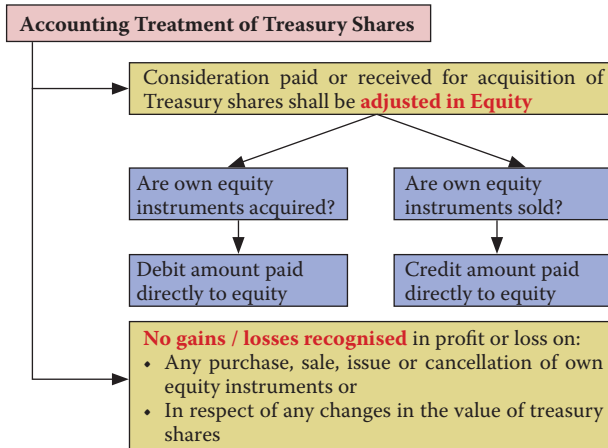 Accounting Treatment of Treasury Shares
Consideration paid or received for acquisition of
Treasury shares shall be adjusted in Equity
Are own equity
instruments acquired?
Are own equity
instruments sold?
Debit amount paid
directly to equity
Credit amount paid
directly to equity
No gains / losses recognised in profit or loss on:
• Any purchase, sale, issue or cancellation of own
equity instruments or
• In respect of any changes in the value of treasury
shares